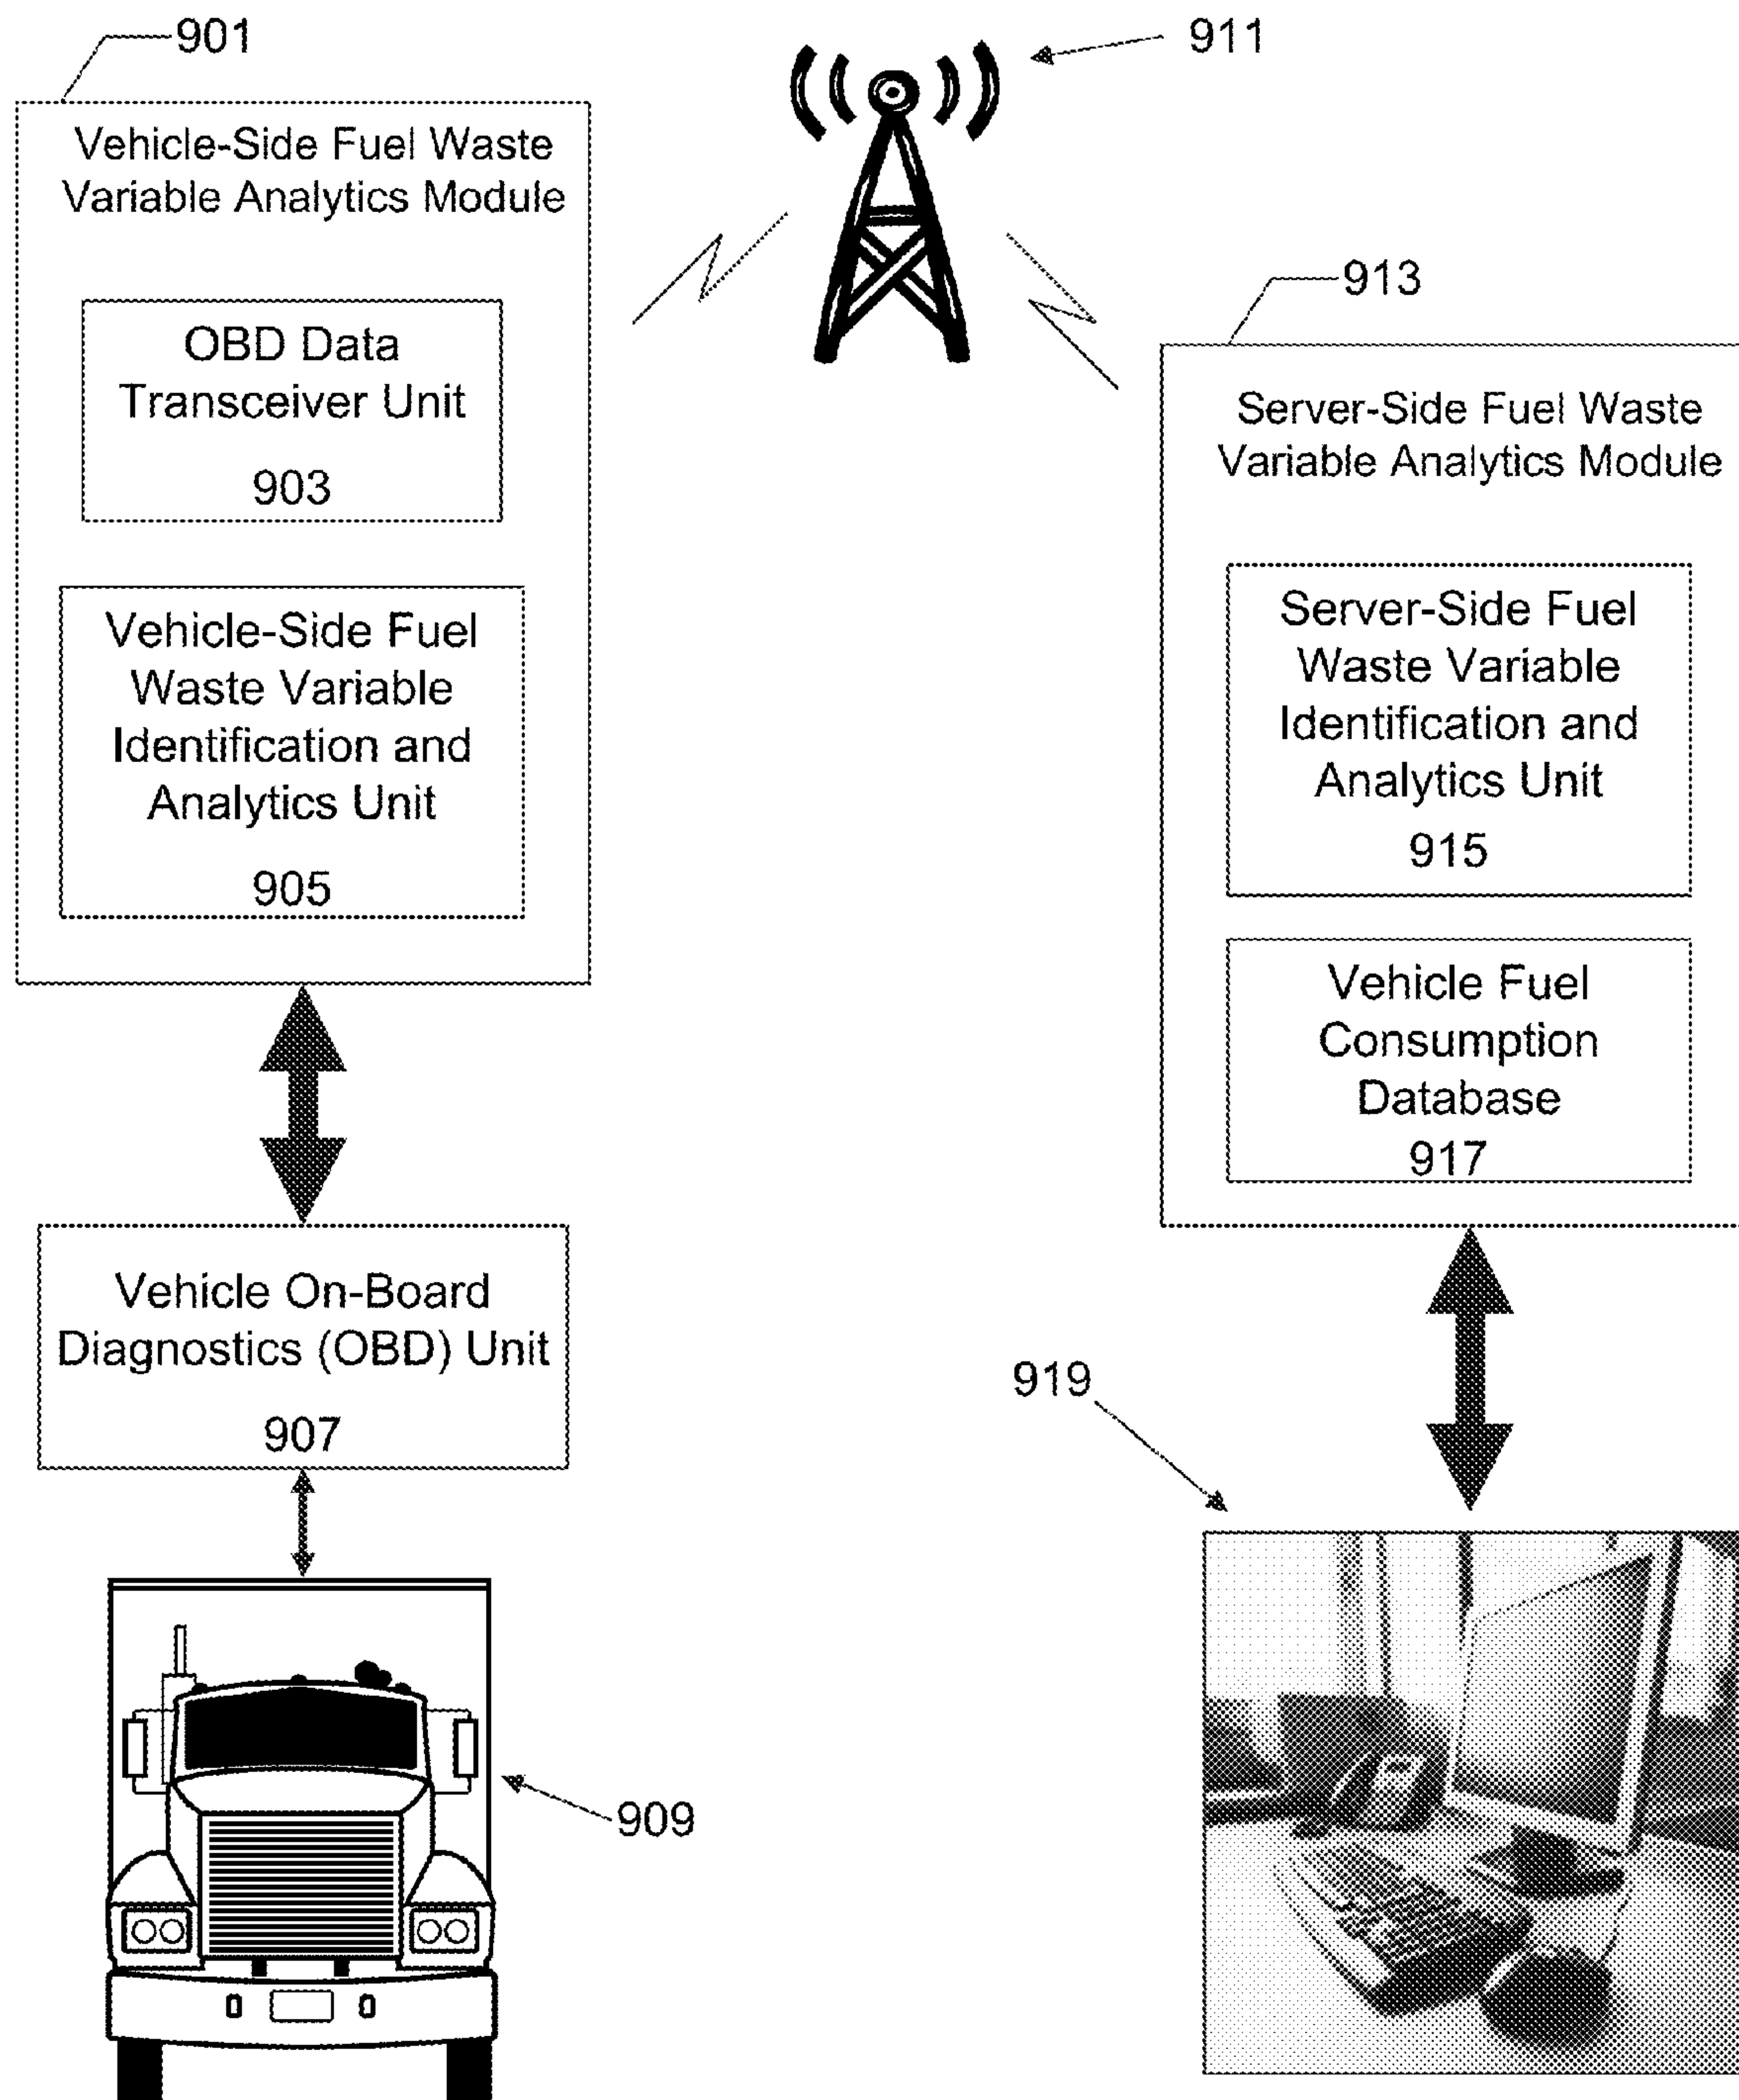 901
Vehicle-Side Fuel Waste
Variable Analytics Module
OBD Data
Transceiver Unit
903
Vehicle-Side Fuel
Waste Variable
Identification and
Analytics Unit
905
Vehicle On-Board
Diagnostics (OBD) Unit
907
909
911
913
Server-Side Fuel Waste
Variable Analytics Module
Server-Side Fuel
Waste Variable
Identification and
Analytics Unit
915
Vehicle Fuel
Consumption
Database
917
919